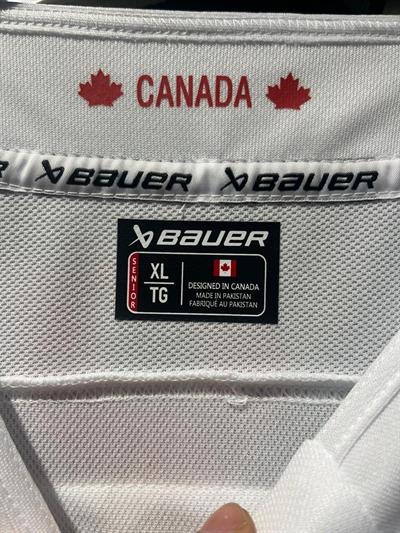 CANADA
BAUER BAUER
BAUER
SENIOR
XL
TG
DESIGNED IN CANADA
MADE IN PAKISTAN
FABRIQUÉ AU PAKISTAN